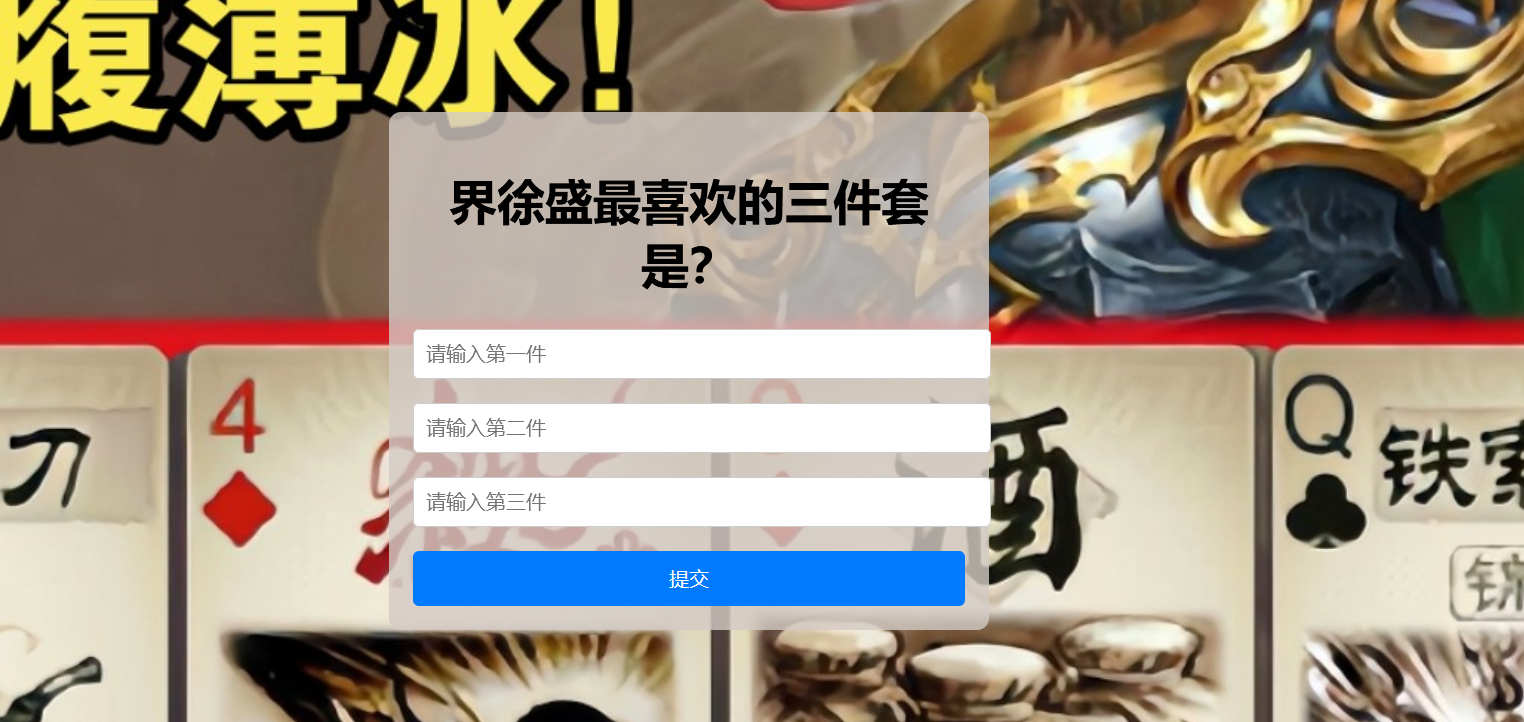 履薄冰!
界徐盛最喜欢的三件套
是?
请输入第一件
请输入第二件
请输入第三件
提交
刀
4
杀
酒
Q
铁索
锦